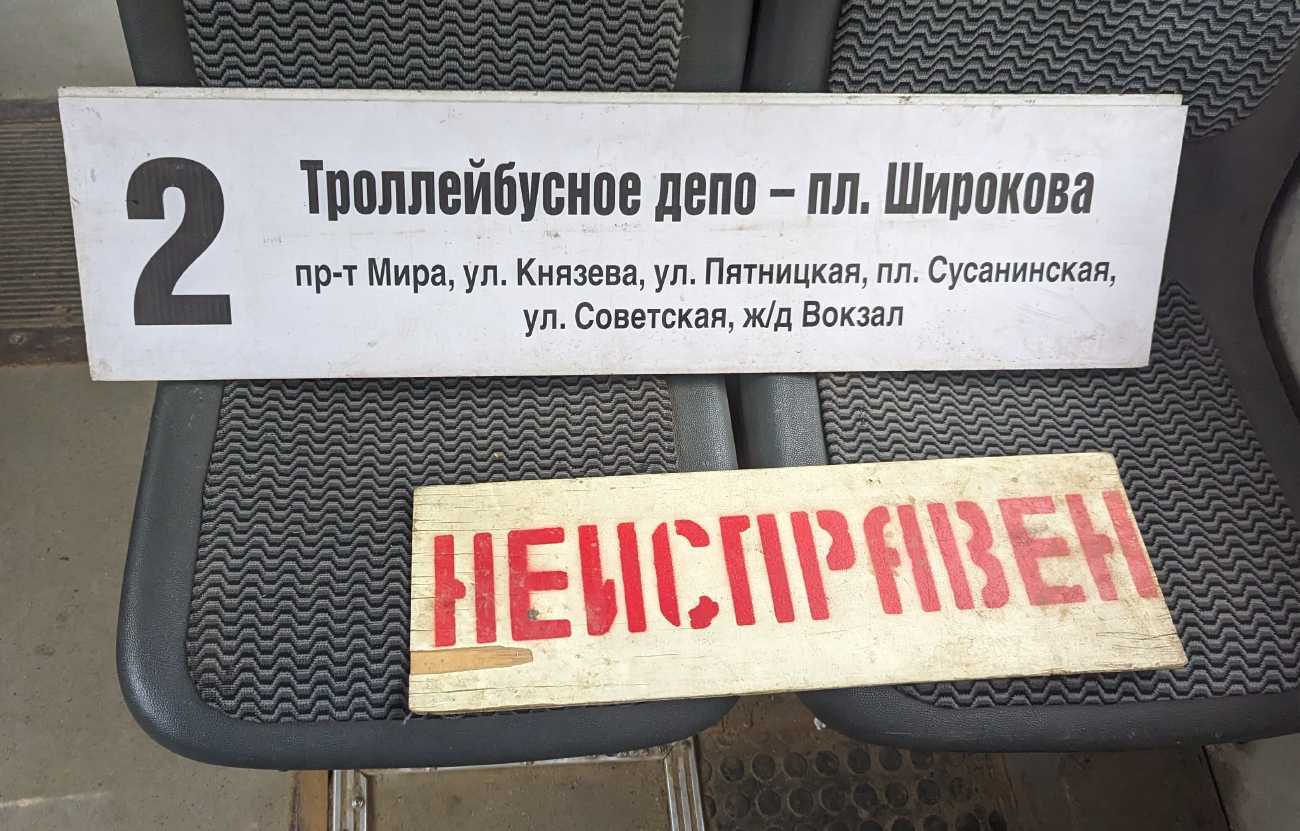 2
Троллейбусное депо – пл. Широкова
пр-т Мира, ул. Князева, ул. Пятницкая, пл. Сусанинская,
ул. Советская, ж/д Вокзал
НЕИСПРАВЕН